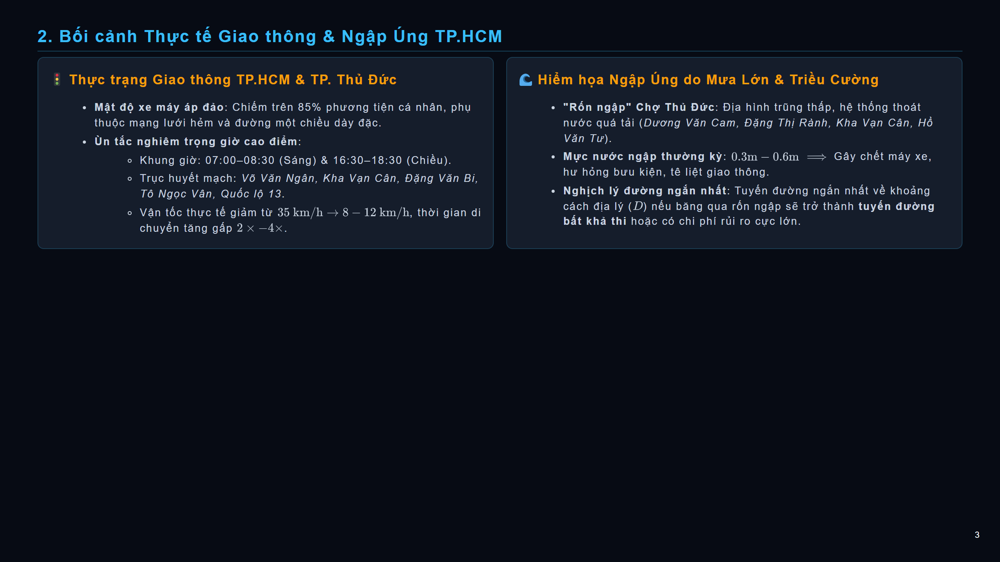 2. Bối cảnh Thực tế Giao thông & Ngập Úng TP.HCM
🚦 Thực trạng Giao thông TP.HCM & TP. Thủ Đức
• Mật độ xe máy áp đảo: Chiếm trên 85% phương tiện cá nhân, phụ
thuộc mạng lưới hẻm và đường một chiều dày đặc.
• Ùn tắc nghiêm trọng giờ cao điểm:
◦ Khung giờ: 07:00–08:30 (Sáng) & 16:30–18:30 (Chiều).
◦ Trục huyết mạch: Võ Văn Ngân, Kha Vạn Cân, Đặng Văn Bi,
Tô Ngọc Vân, Quốc lộ 13.
◦ Vận tốc thực tế giảm từ 35 km/h → 8 − 12 km/h, thời gian di
chuyển tăng gấp 2 × −4×.
🌊 Hiểm họa Ngập Úng do Mưa Lớn & Triều Cường
• "Rốn ngập" Chợ Thủ Đức: Địa hình trũng thấp, hệ thống thoát
nước quá tải (Dương Văn Cam, Đặng Thị Rành, Kha Vạn Cân, Hồ
Văn Tư).
• Mực nước ngập thường kỳ: 0.3m − 0.6m ⟹ Gây chết máy xe,
hư hỏng bưu kiện, tê liệt giao thông.
• Nghịch lý đường ngắn nhất: Tuyến đường ngắn nhất về khoảng
cách địa lý (D) nếu băng qua rốn ngập sẽ trở thành tuyến đường
bất khả thi hoặc có chi phí rủi ro cực lớn.
3